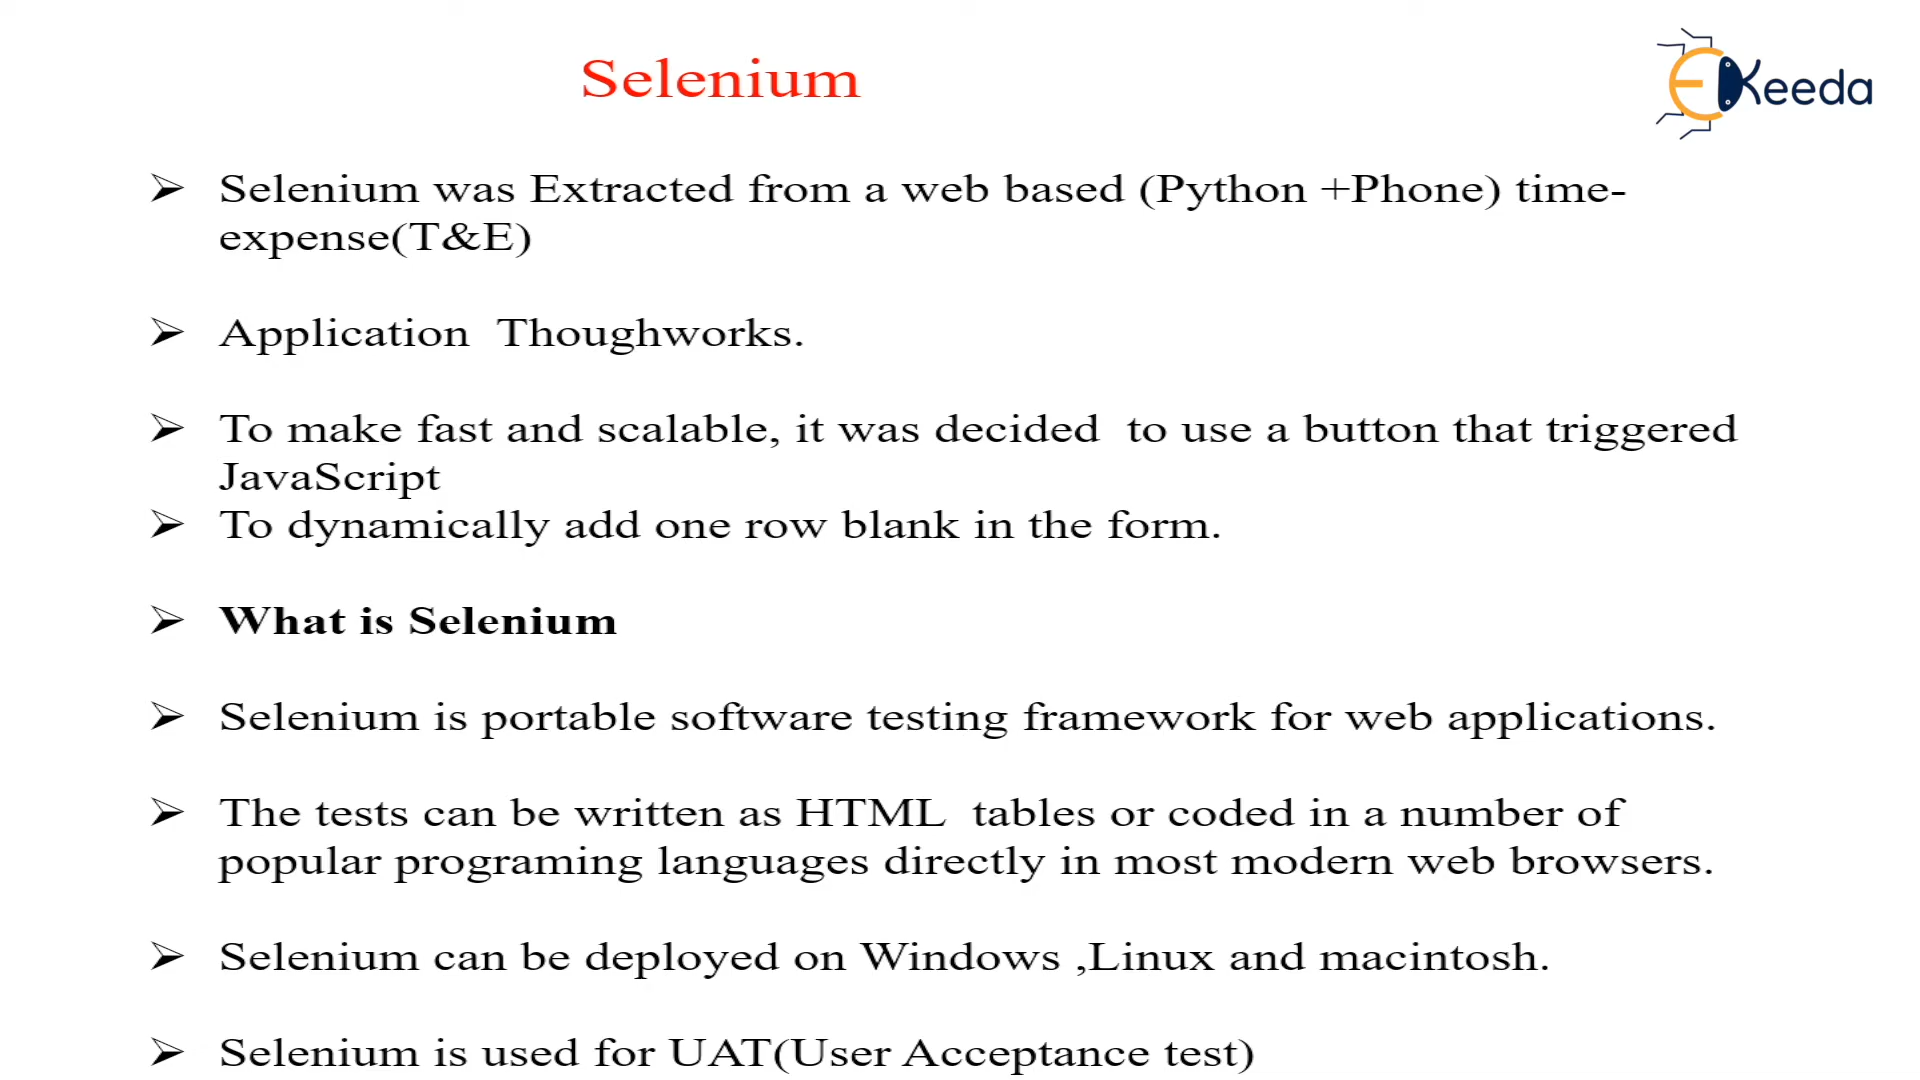 Selenium
EKeeda
➢ Selenium was Extracted from a web based (Python +Phone) time-
expense(T&E)
➢ Application  Thoughworks.
➢ To make fast and scalable, it was decided  to use a button that triggered
JavaScript
➢ To dynamically add one row blank in the form.
➢ What is Selenium
➢ Selenium is portable software testing framework for web applications.
➢ The tests can be written as HTML  tables or coded in a number of
popular programing languages directly in most modern web browsers.
➢ Selenium can be deployed on Windows ,Linux and macintosh.
➢ Selenium is used for UAT(User Acceptance test)